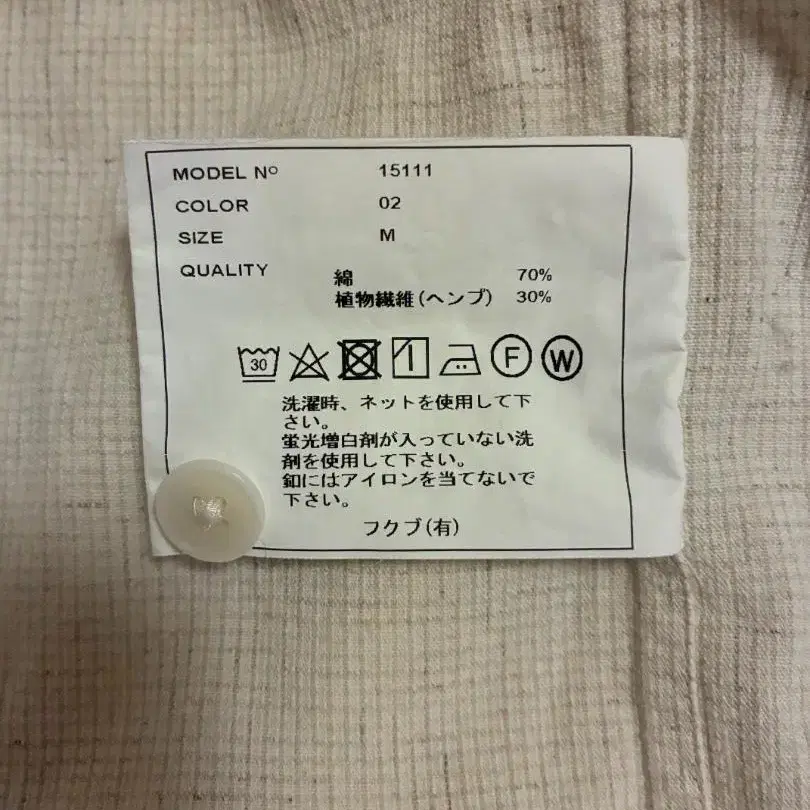 MODEL Nº 15111
COLOR 02
SIZE M
QUALITY
綿 70%
植物繊維(ヘンプ) 30%
30 F W
洗濯時、ネットを使用して下
さい。
蛍光増白剤が入っていない洗
剤を使用して下さい。
釦にはアイロンを当てないで
下さい。
フクブ(有)